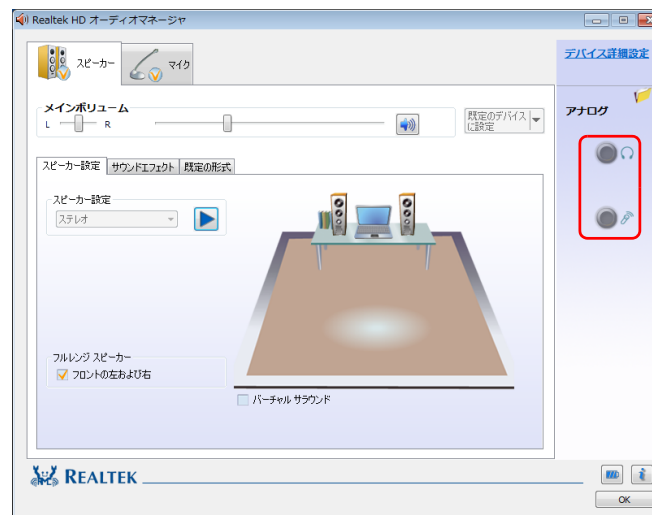 Realtek HD オーディオマネージャ
スピーカー
マイク
デバイス詳細設定
メインボリューム
L
R
既定のデバイス
に設定
アナログ
スピーカー設定
サウンドエフェクト
既定の形式
スピーカー設定
ステレオ
フルレンジ スピーカー
フロントの左および右
バーチャル サラウンド
REALTEK
OK